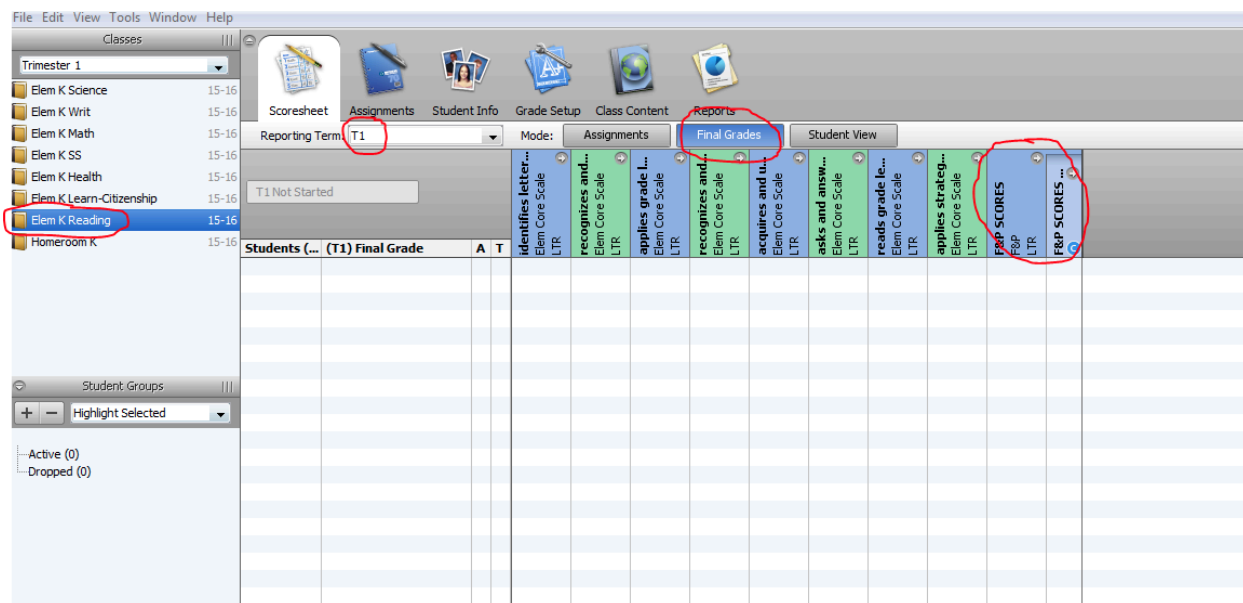 File Edit View Tools Window Help
Classes
Trimester 1
Elem K Science 15-16
Elem K Writ 15-16
Elem K Math 15-16
Elem K SS 15-16
Elem K Health 15-16
Elem K Learn-Citizenship 15-16
Elem K Reading 15-16
Homeroom K 15-16
Student Groups
Highlight Selected
Active (0)
Dropped (0)
Scoresheet Assignments Student Info Grade Setup Class Content Reports
Reporting Term: T1 Mode: Assignments Final Grades Student View
T1 Not Started
Students (... (T1) Final Grade A T
identifies letter...
Elem Core Scale
LTR
recognizes and...
Elem Core Scale
LTR
applies grade l...
Elem Core Scale
LTR
recognizes and...
Elem Core Scale
LTR
acquires and u...
Elem Core Scale
LTR
asks and answ...
Elem Core Scale
LTR
reads grade le...
Elem Core Scale
LTR
applies strateg...
Elem Core Scale
LTR
F&P SCORES
F&P
LTR
F&P SCORES ...
C